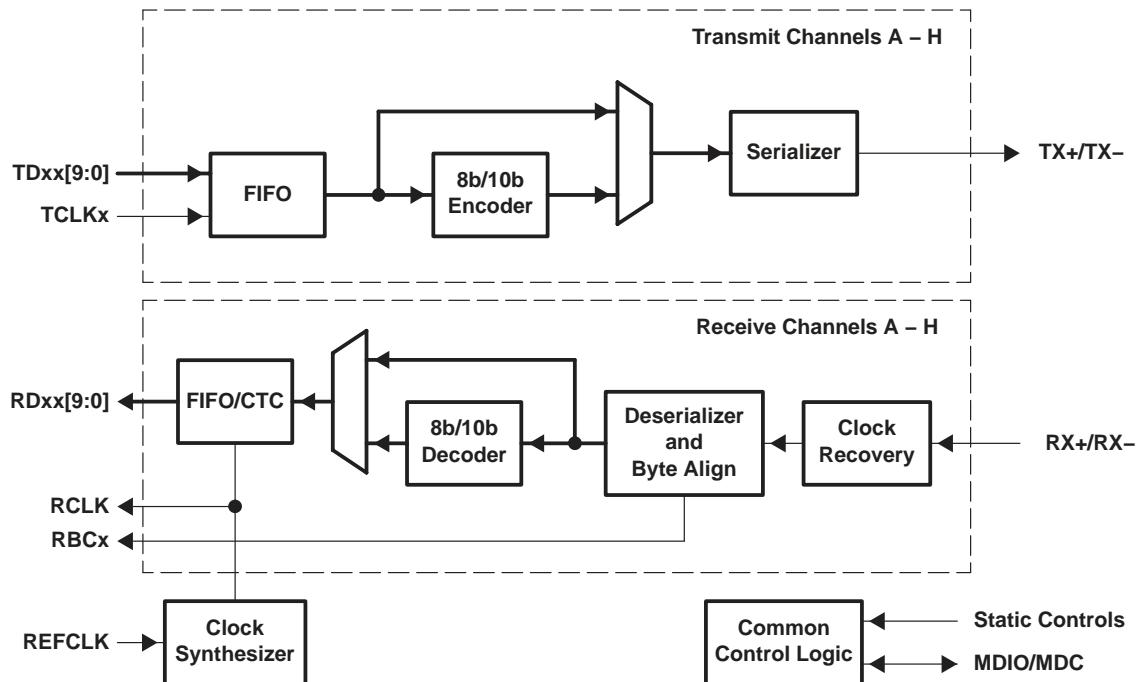 Transmit Channels A – H
TDxx[9:0]
TCLKx
FIFO
8b/10b
Encoder
Serializer
TX+/TX–
Receive Channels A – H
RDxx[9:0]
FIFO/CTC
8b/10b
Decoder
Deserializer
and
Byte Align
Clock
Recovery
RX+/RX–
RCLK
RBCx
REFCLK
Clock
Synthesizer
Common
Control Logic
Static Controls
MDIO/MDC